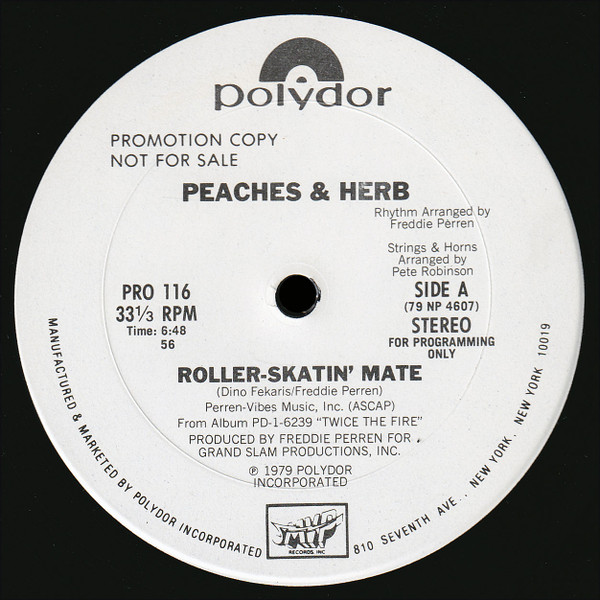 polydor
PROMOTION COPY
NOT FOR SALE
PEACHES & HERB
Rhythm Arranged by
Freddie Perren
Strings & Horns
Arranged by
Pete Robinson
PRO 116
33⅓ RPM
Time: 6:48
56
SIDE A
(79 NP 4607)
STEREO
FOR PROGRAMMING
ONLY
ROLLER-SKATIN' MATE
(Dino Fekaris/Freddie Perren)
Perren-Vibes Music, Inc. (ASCAP)
From Album PD-1-6239 "TWICE THE FIRE"
PRODUCED BY FREDDIE PERREN FOR
GRAND SLAM PRODUCTIONS, INC.
℗ 1979 POLYDOR
INCORPORATED
MANUFACTURED & MARKETED BY POLYDOR INCORPORATED 810 SEVENTH AVE., NEW YORK, NEW YORK 10019
MVP
RECORDS, INC